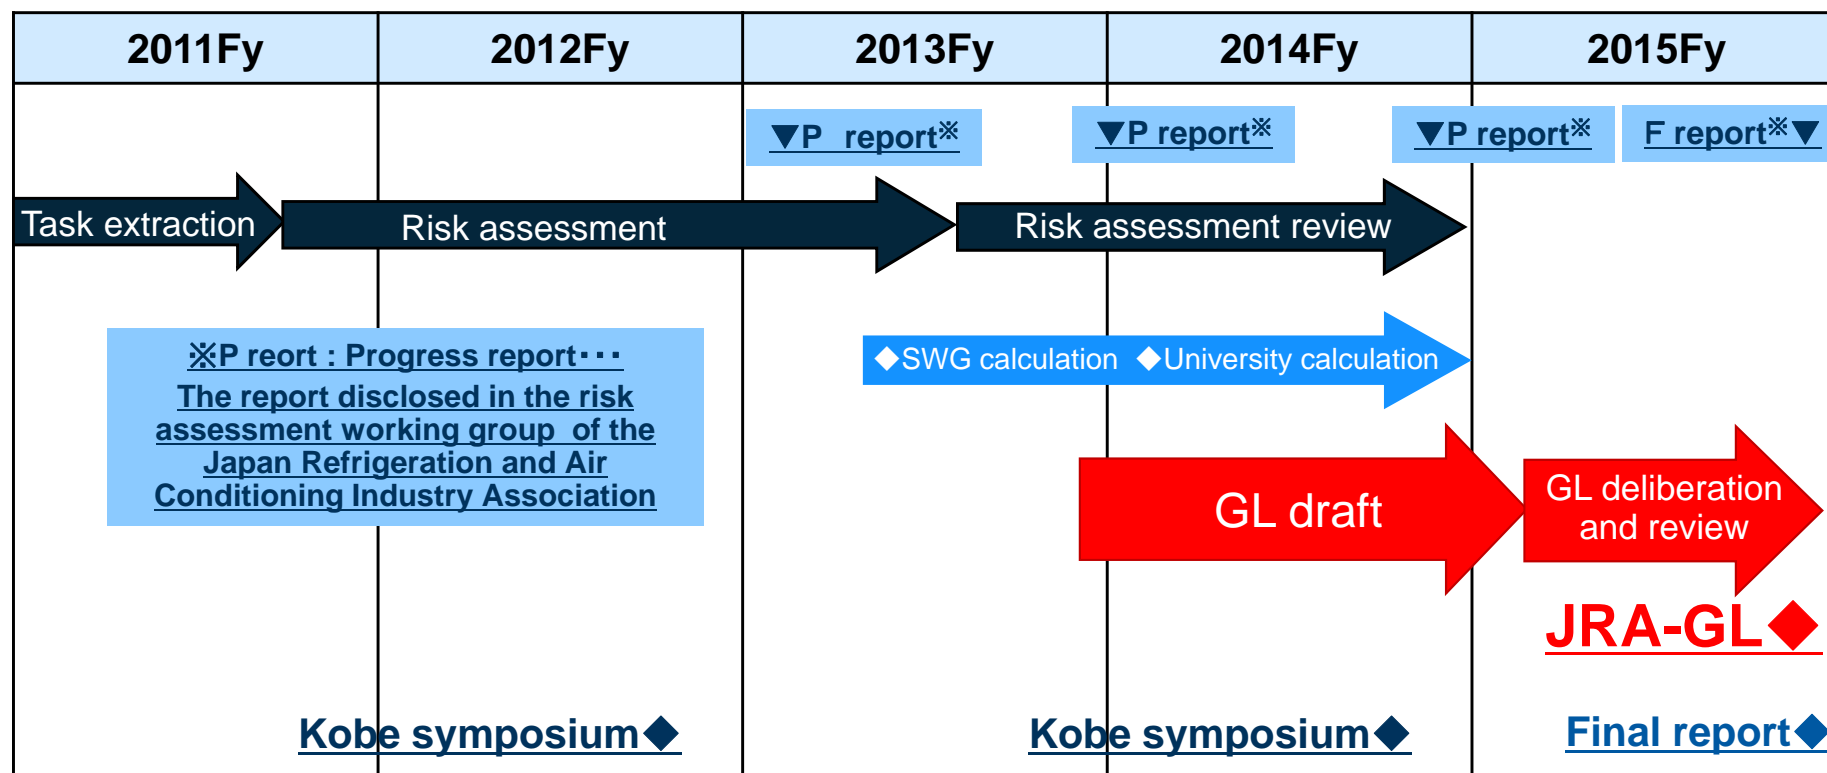 2011Fy 2012Fy 2013Fy 2014Fy 2015Fy
▼P report※ ▼P report※ ▼P report※ F report※▼
Task extraction Risk assessment Risk assessment review
※P reort : Progress report･･･
The report disclosed in the risk
assessment working group of the
Japan Refrigeration and Air
Conditioning Industry Association
◆SWG calculation ◆University calculation
GL draft
GL deliberation
and review
JRA-GL◆
Kobe symposium◆ Kobe symposium◆ Final report◆